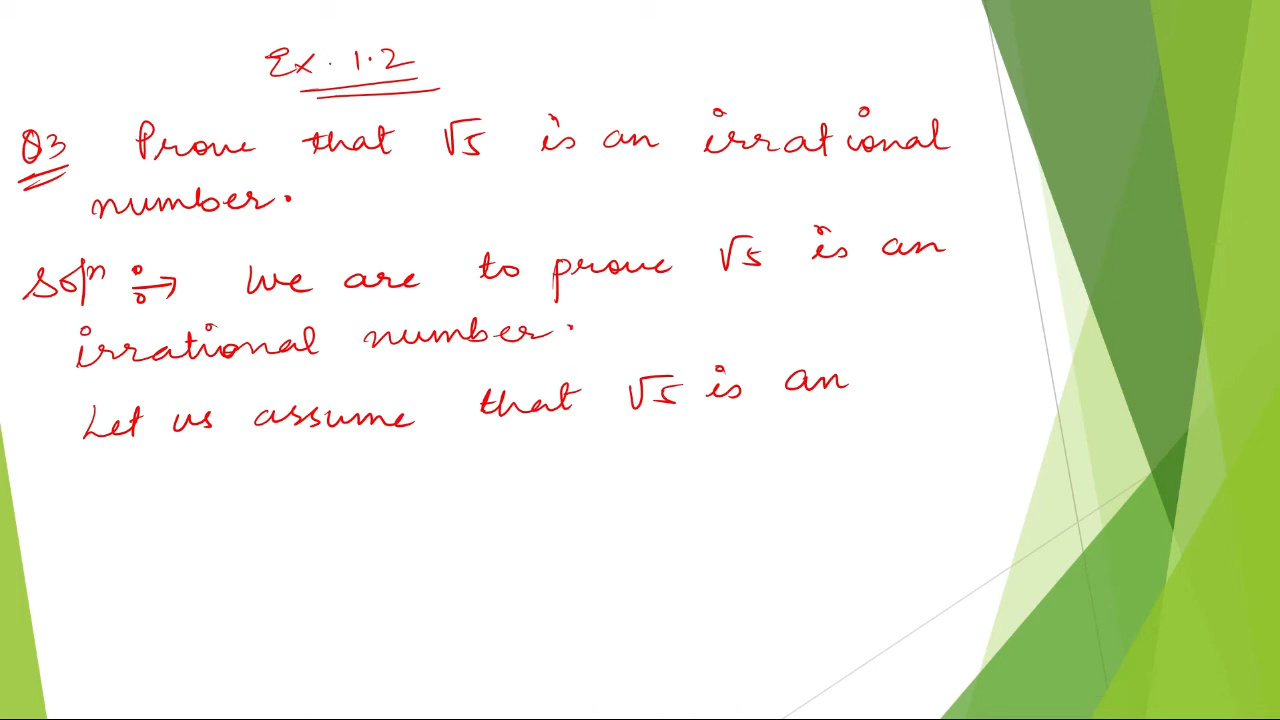 Ex. 1.2
Q3 Prove that √5 is an irrational
number.
Solⁿ :→ We are to prove √5 is an
irrational number.
Let us assume that √5 is an